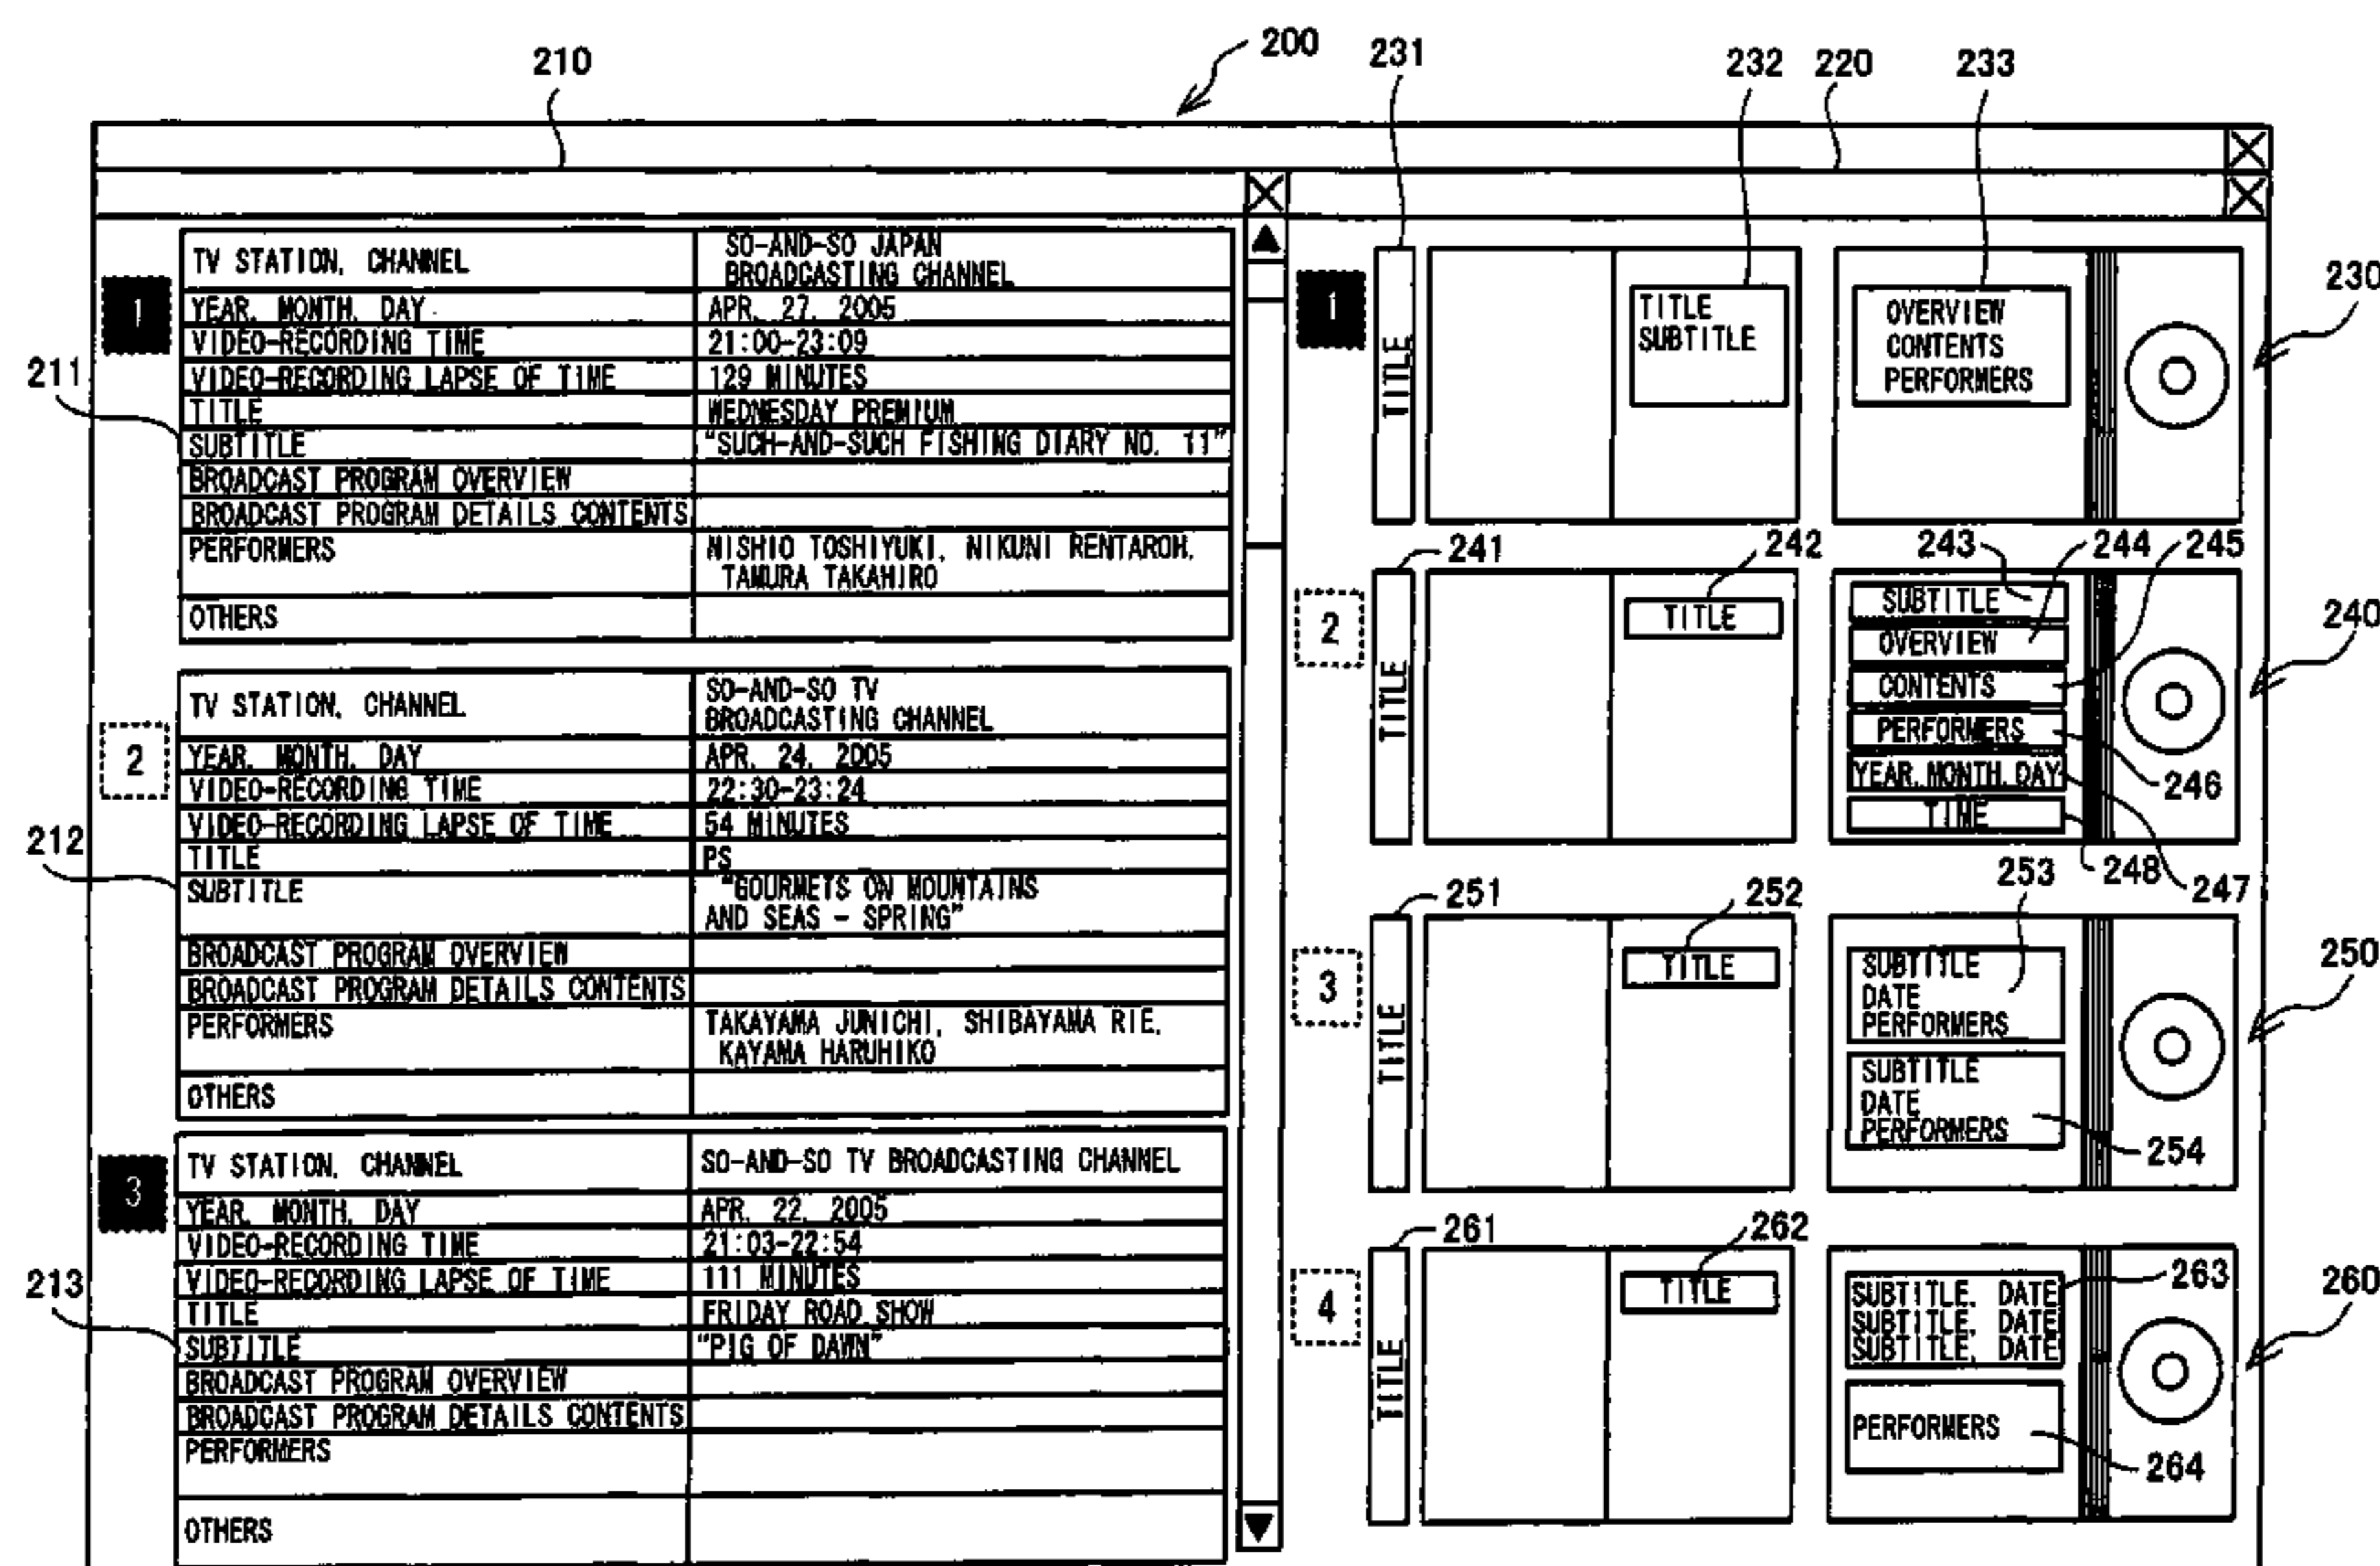 200
210
231
232
220
233
1
TV STATION, CHANNEL
SO-AND-SO JAPAN
BROADCASTING CHANNEL
YEAR, MONTH, DAY
APR. 27, 2005
VIDEO-RECORDING TIME
21:00-23:09
VIDEO-RECORDING LAPSE OF TIME
129 MINUTES
TITLE
WEDNESDAY PREMIUM
211
SUBTITLE
"SUCH-AND-SUCH FISHING DIARY NO. 11"
BROADCAST PROGRAM OVERVIEW
BROADCAST PROGRAM DETAILS CONTENTS
PERFORMERS
NISHIO TOSHIYUKI, NIKUNI RENTAROH,
TAMURA TAKAHIRO
OTHERS
2
TV STATION, CHANNEL
SO-AND-SO TV
BROADCASTING CHANNEL
YEAR, MONTH, DAY
APR. 24, 2005
VIDEO-RECORDING TIME
22:30-23:24
VIDEO-RECORDING LAPSE OF TIME
54 MINUTES
212
TITLE
PS
SUBTITLE
"GOURMETS ON MOUNTAINS
AND SEAS - SPRING"
BROADCAST PROGRAM OVERVIEW
BROADCAST PROGRAM DETAILS CONTENTS
PERFORMERS
TAKAYAMA JUNICHI, SHIBAYAMA RIE,
KAYAMA HARUHIKO
OTHERS
3
TV STATION, CHANNEL
SO-AND-SO TV BROADCASTING CHANNEL
YEAR, MONTH, DAY
APR. 22, 2005
VIDEO-RECORDING TIME
21:03-22:54
VIDEO-RECORDING LAPSE OF TIME
111 MINUTES
213
TITLE
FRIDAY ROAD SHOW
SUBTITLE
"PIG OF DAWN"
BROADCAST PROGRAM OVERVIEW
BROADCAST PROGRAM DETAILS CONTENTS
PERFORMERS
OTHERS
1
TITLE
TITLE
SUBTITLE
OVERVIEW
CONTENTS
PERFORMERS
230
241
242
243
244
245
2
TITLE
TITLE
SUBTITLE
OVERVIEW
CONTENTS
PERFORMERS
YEAR, MONTH, DAY
TIME
240
246
248
247
251
252
253
3
TITLE
TITLE
SUBTITLE
DATE
PERFORMERS
SUBTITLE
DATE
PERFORMERS
250
254
261
262
263
4
TITLE
TITLE
SUBTITLE, DATE
SUBTITLE, DATE
SUBTITLE, DATE
PERFORMERS
260
264